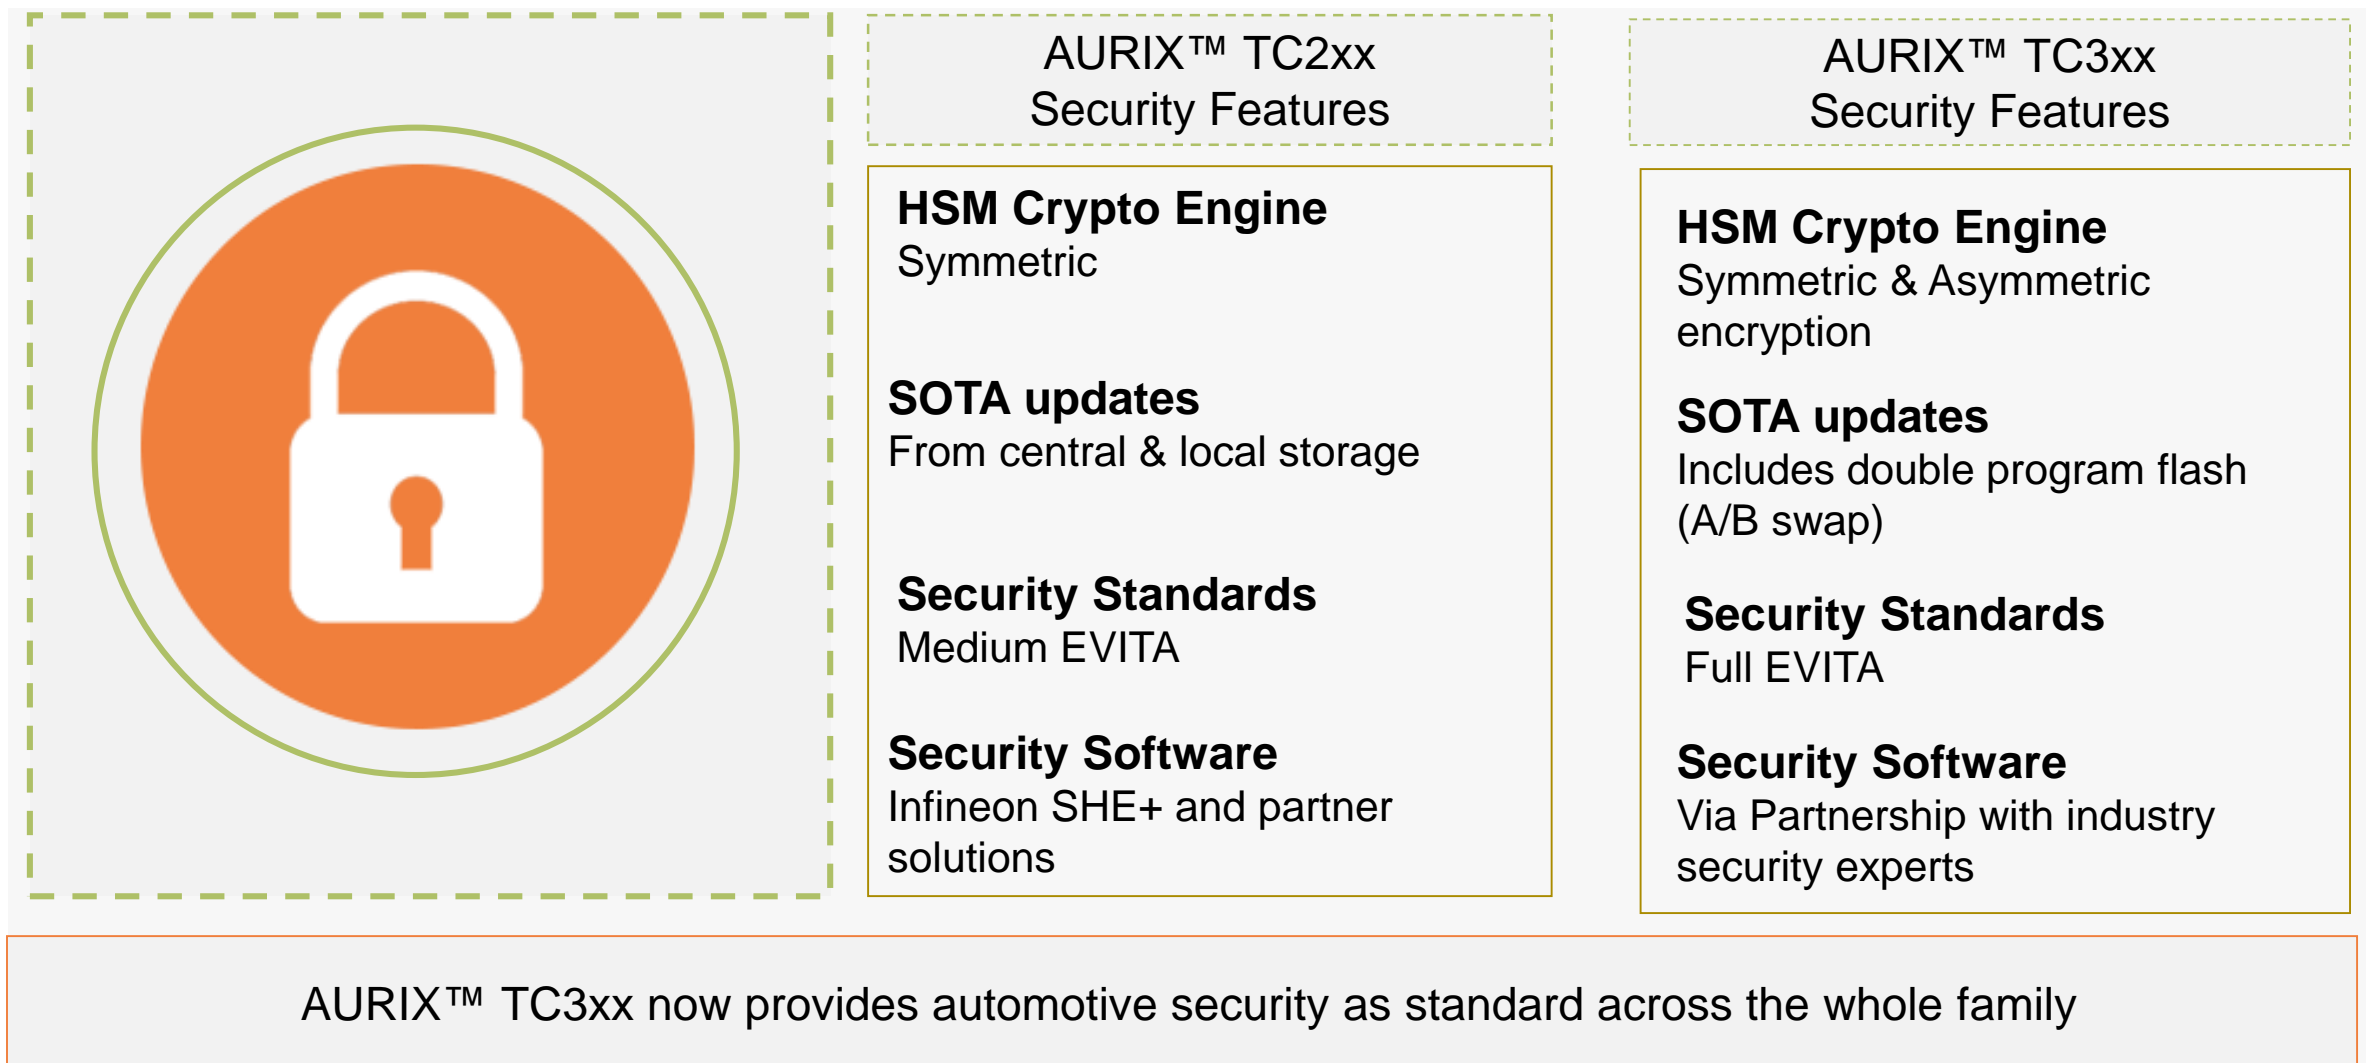 AURIX™ TC2xx
Security Features
HSM Crypto Engine
Symmetric
SOTA updates
From central & local storage
Security Standards
Medium EVITA
Security Software
Infineon SHE+ and partner
solutions
AURIX™ TC3xx
Security Features
HSM Crypto Engine
Symmetric & Asymmetric
encryption
SOTA updates
Includes double program flash
(A/B swap)
Security Standards
Full EVITA
Security Software
Via Partnership with industry
security experts
AURIX™ TC3xx now provides automotive security as standard across the whole family